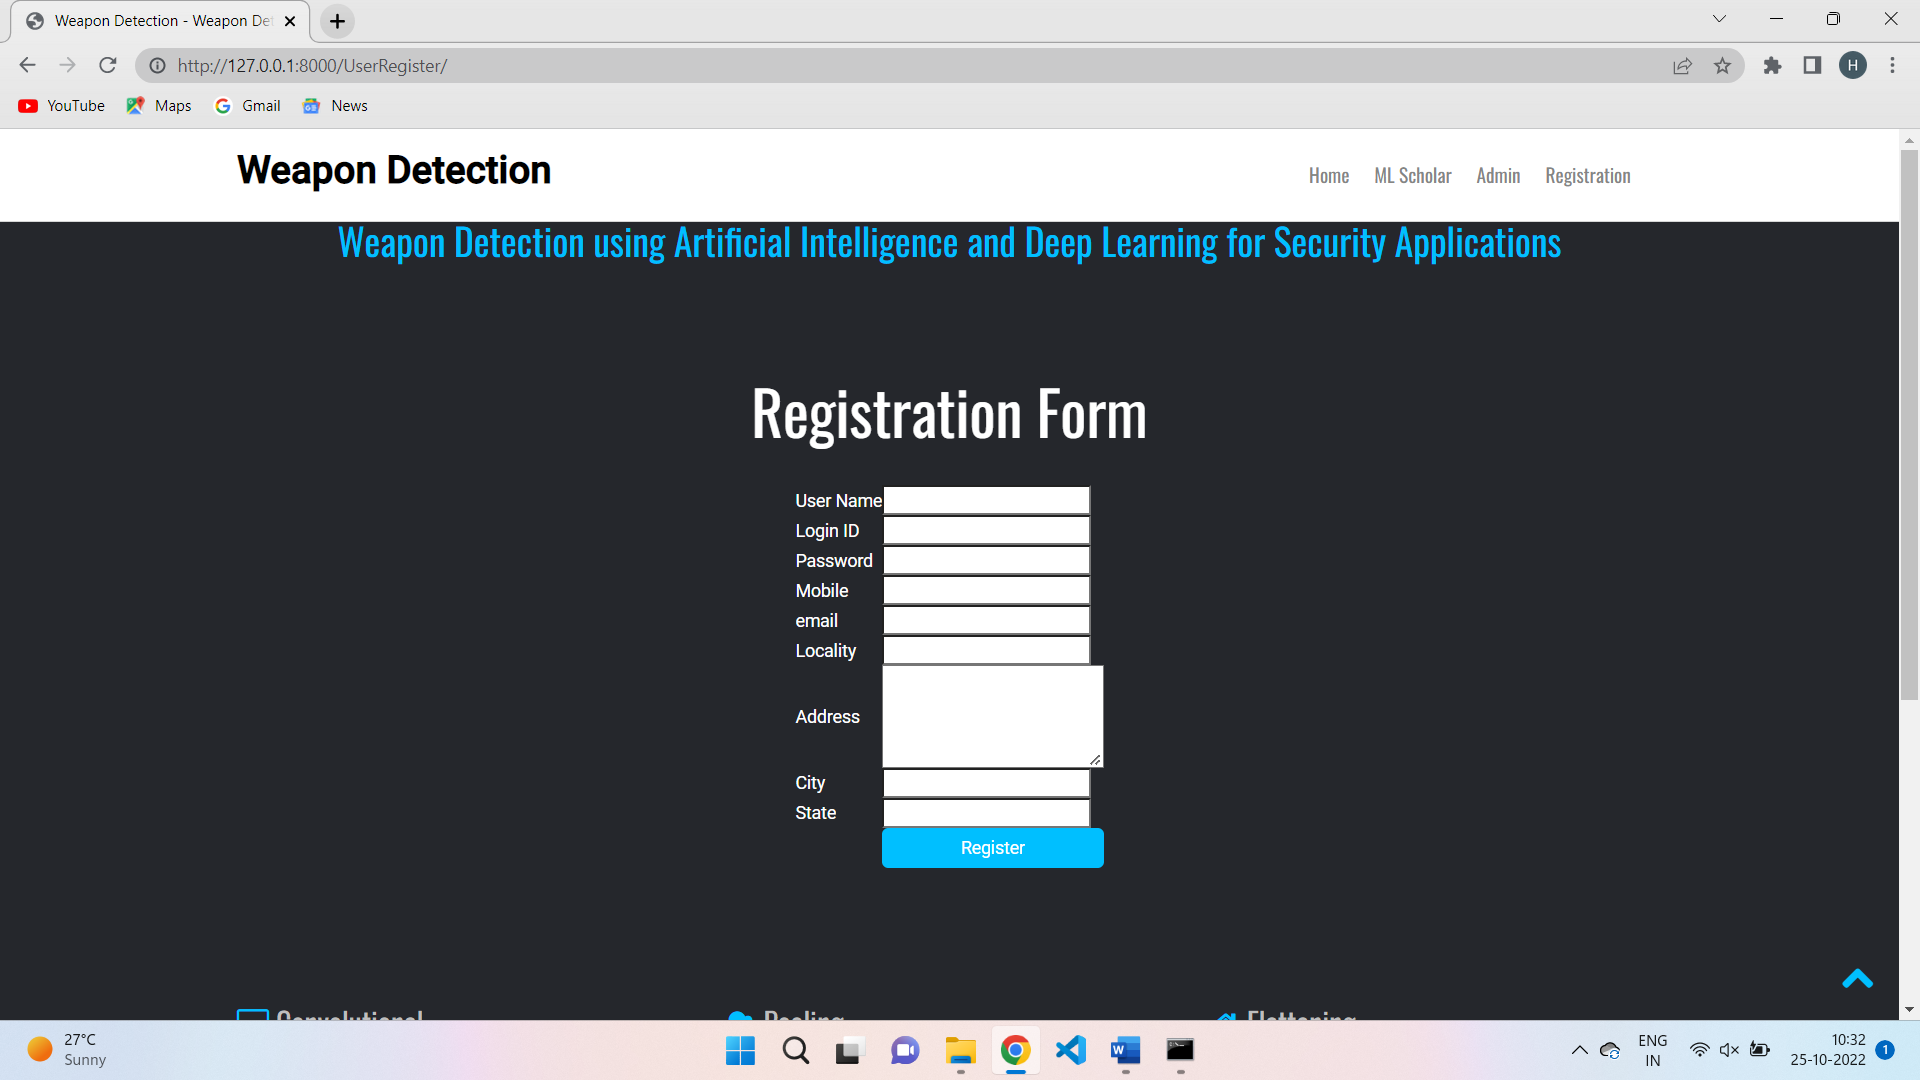 Weapon Detection - Weapon De
http://127.0.0.1:8000/UserRegister/
H
YouTube
Maps
Gmail
News
Weapon Detection
Home
ML Scholar
Admin
Registration
Weapon Detection using Artificial Intelligence and Deep Learning for Security Applications
Registration Form
User Name
Login ID
Password
Mobile
email
Locality
Address
City
State
Register
Convolutional
Pooling
Flattening
27°C
Sunny
ENG
IN
10:32
25-10-2022
1